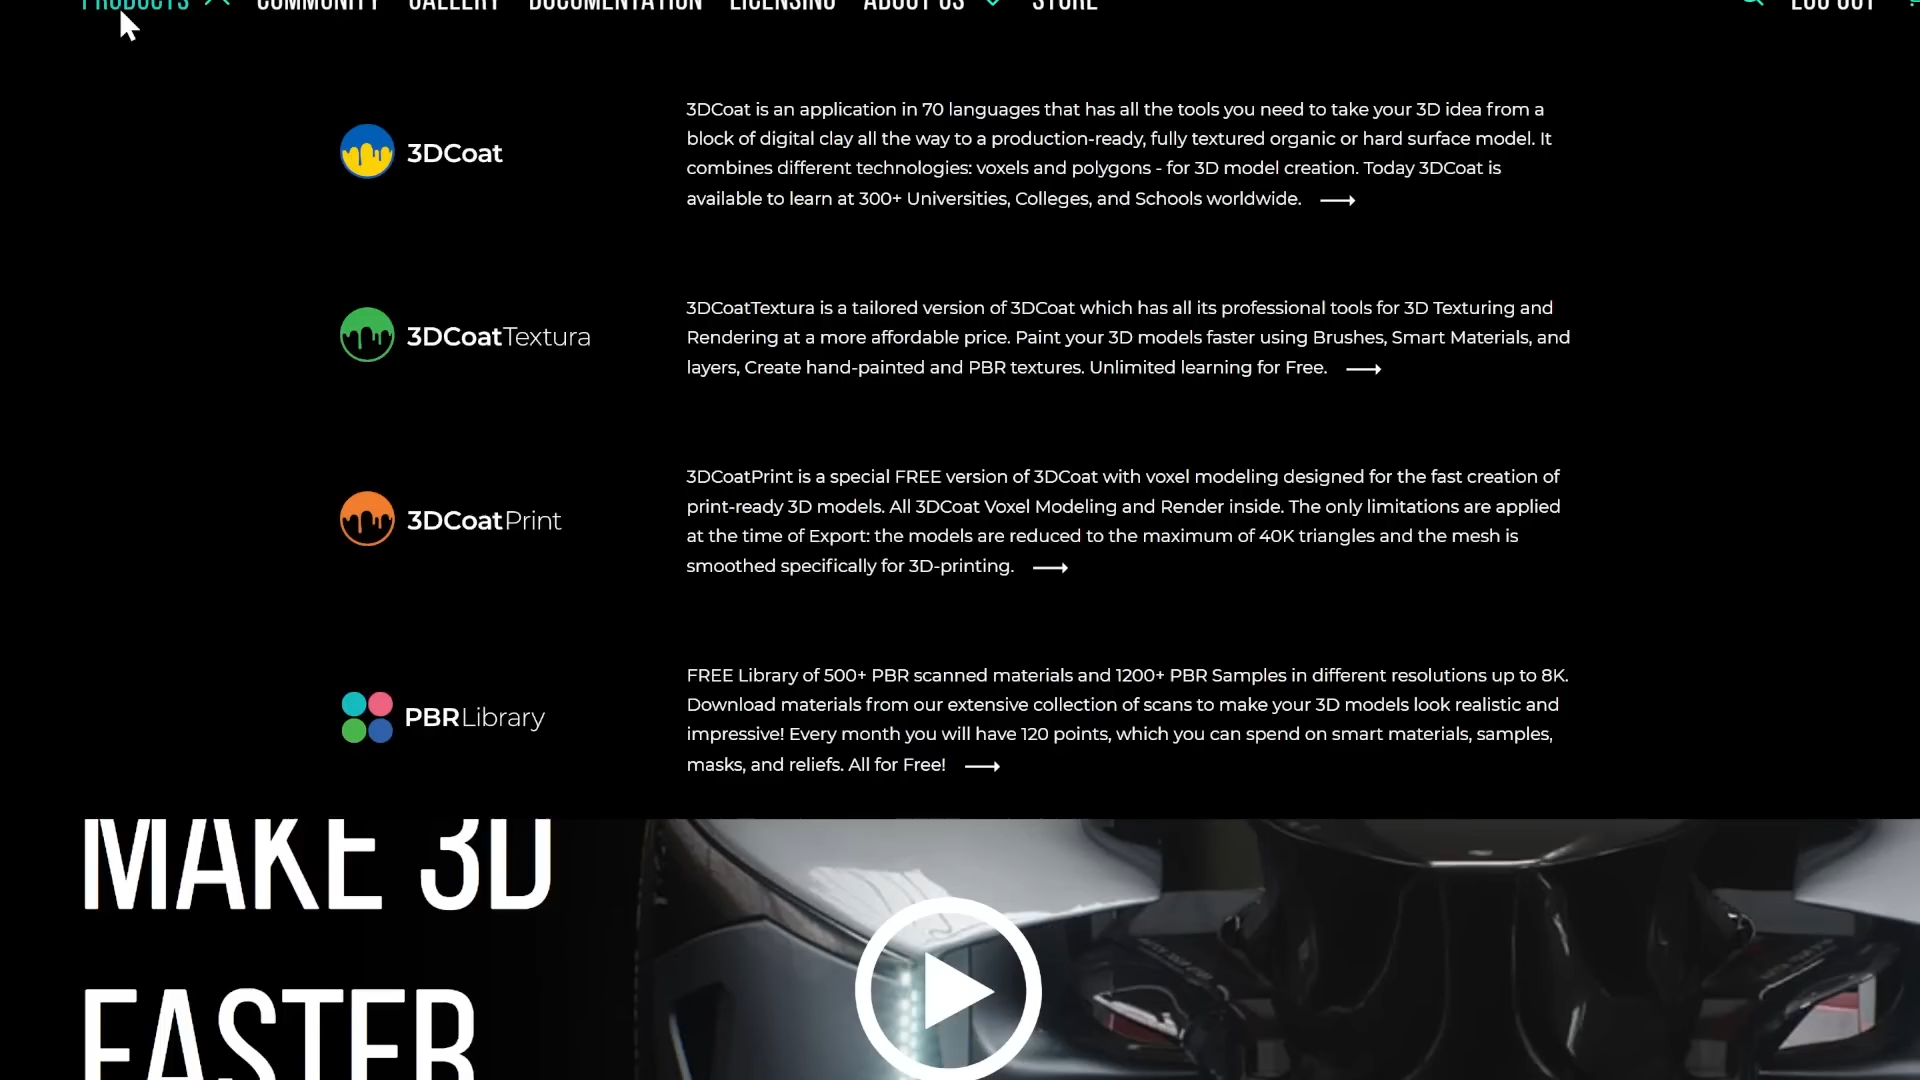 PRODUCTS COMMUNITY GALLERY DOCUMENTATION LICENSING ABOUT US STORE LOG OUT
3DCoat
3DCoat is an application in 70 languages that has all the tools you need to take your 3D idea from a
block of digital clay all the way to a production-ready, fully textured organic or hard surface model. It
combines different technologies: voxels and polygons - for 3D model creation. Today 3DCoat is
available to learn at 300+ Universities, Colleges, and Schools worldwide.
3DCoatTextura
3DCoatTextura is a tailored version of 3DCoat which has all its professional tools for 3D Texturing and
Rendering at a more affordable price. Paint your 3D models faster using Brushes, Smart Materials, and
layers, Create hand-painted and PBR textures. Unlimited learning for Free.
3DCoatPrint
3DCoatPrint is a special FREE version of 3DCoat with voxel modeling designed for the fast creation of
print-ready 3D models. All 3DCoat Voxel Modeling and Render inside. The only limitations are applied
at the time of Export: the models are reduced to the maximum of 40K triangles and the mesh is
smoothed specifically for 3D-printing.
PBRLibrary
FREE Library of 500+ PBR scanned materials and 1200+ PBR Samples in different resolutions up to 8K.
Download materials from our extensive collection of scans to make your 3D models look realistic and
impressive! Every month you will have 120 points, which you can spend on smart materials, samples,
masks, and reliefs. All for Free!
MAKE 3D
FASTER